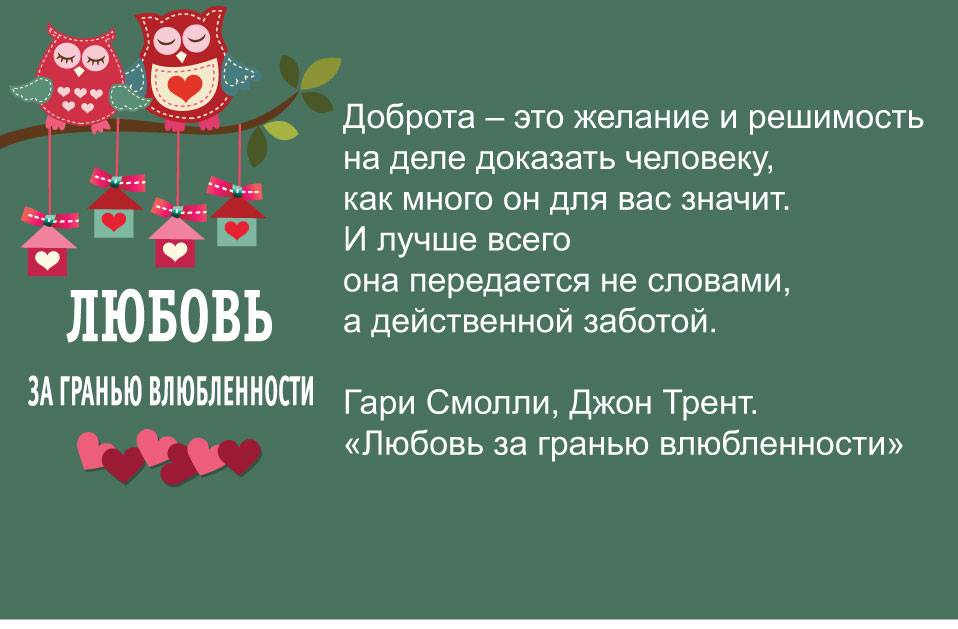 ЛЮБОВЬ
ЗА ГРАНЬЮ ВЛЮБЛЕННОСТИ
Доброта – это желание и решимость
на деле доказать человеку,
как много он для вас значит.
И лучше всего
она передается не словами,
а действенной заботой.
Гари Смолли, Джон Трент.
«Любовь за гранью влюбленности»